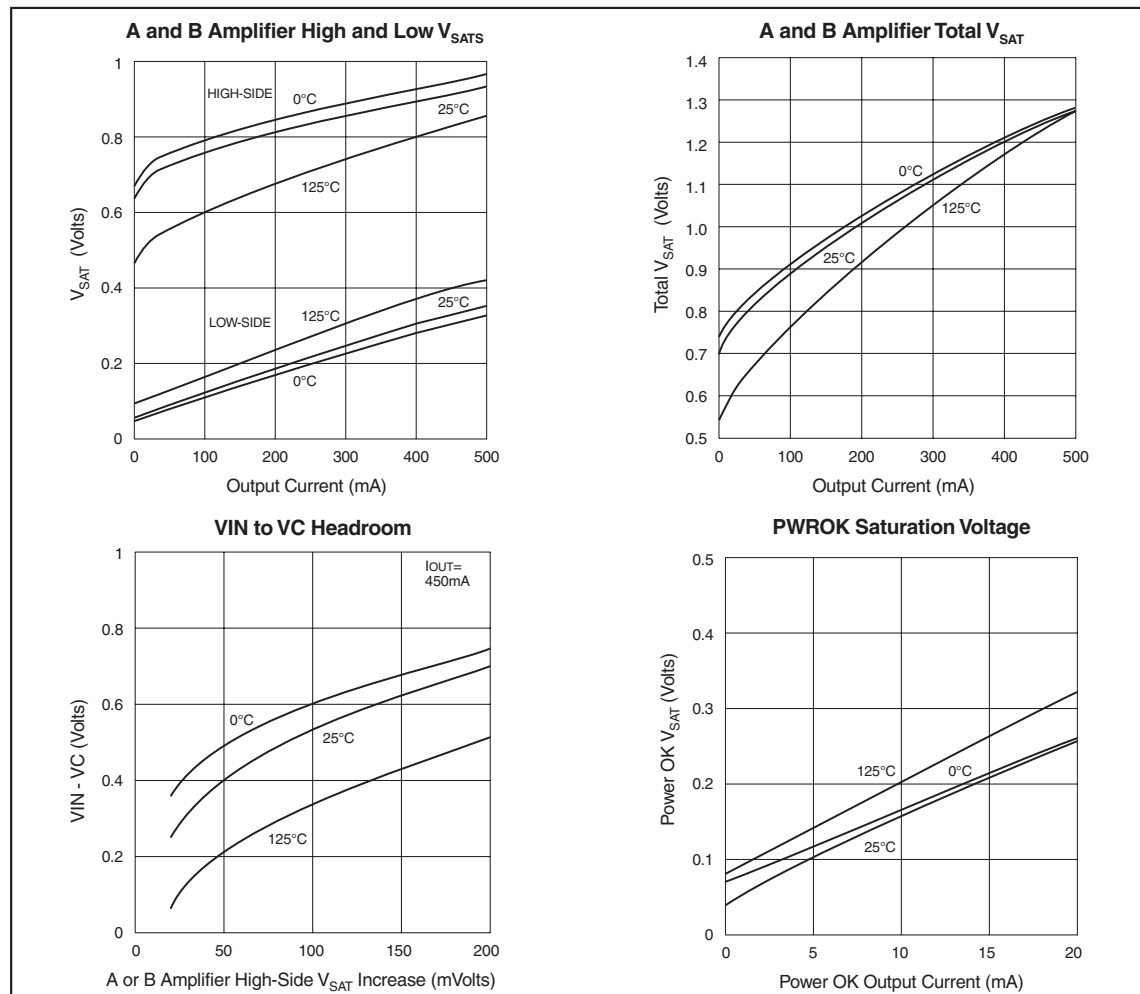 A and B Amplifier High and Low VSATS
1
0.8
0.6
0.4
0.2
0
VSAT (Volts)
HIGH-SIDE
0°C
25°C
125°C
LOW-SIDE
125°C
25°C
0°C
0 100 200 300 400 500
Output Current (mA)
A and B Amplifier Total VSAT
1.4
1.3
1.2
1.1
1.0
0.9
0.8
0.7
0.6
0.5
Total VSAT (Volts)
0°C
125°C
25°C
0 100 200 300 400 500
Output Current (mA)
VIN to VC Headroom
1
0.8
0.6
0.4
0.2
0
VIN - VC (Volts)
IOUT=
450mA
0°C
25°C
125°C
0 50 100 150 200
A or B Amplifier High-Side VSAT Increase (mVolts)
PWROK Saturation Voltage
0.5
0.4
0.3
0.2
0.1
0
Power OK VSAT (Volts)
125°C
0°C
25°C
0 5 10 15 20
Power OK Output Current (mA)